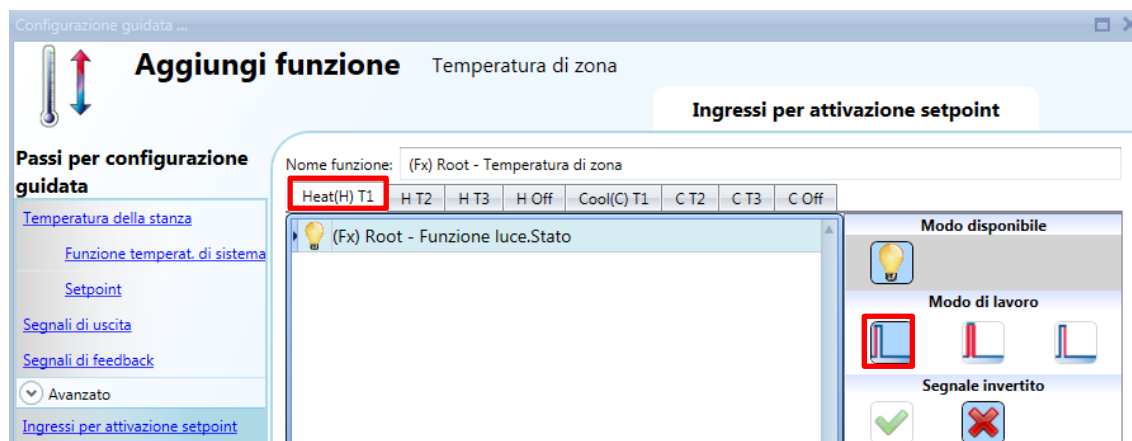 Configurazione guidata ...
Aggiungi funzione Temperatura di zona
Ingressi per attivazione setpoint
Passi per configurazione
guidata
Temperatura della stanza
Funzione temperat. di sistema
Setpoint
Segnali di uscita
Segnali di feedback
Avanzato
Ingressi per attivazione setpoint
Nome funzione: (Fx) Root - Temperatura di zona
Heat(H) T1 H T2 H T3 H Off Cool(C) T1 C T2 C T3 C Off
(Fx) Root - Funzione luce.Stato
Modo disponibile
Modo di lavoro
Segnale invertito